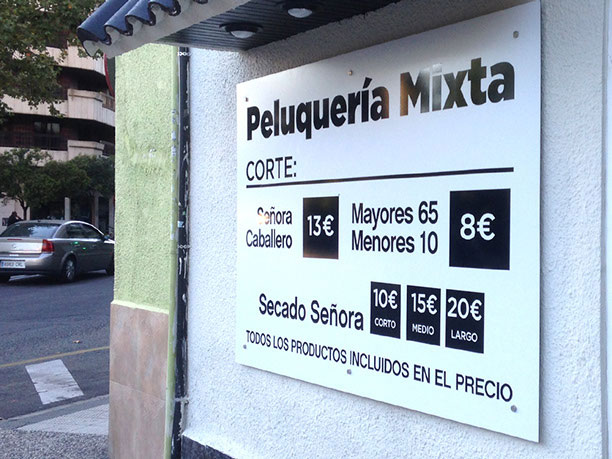 Peluquería Mixta
CORTE:
Señora
Caballero
13€
Mayores 65
Menores 10
8€
Secado Señora
10€
CORTO
15€
MEDIO
20€
LARGO
TODOS LOS PRODUCTOS INCLUIDOS EN EL PRECIO